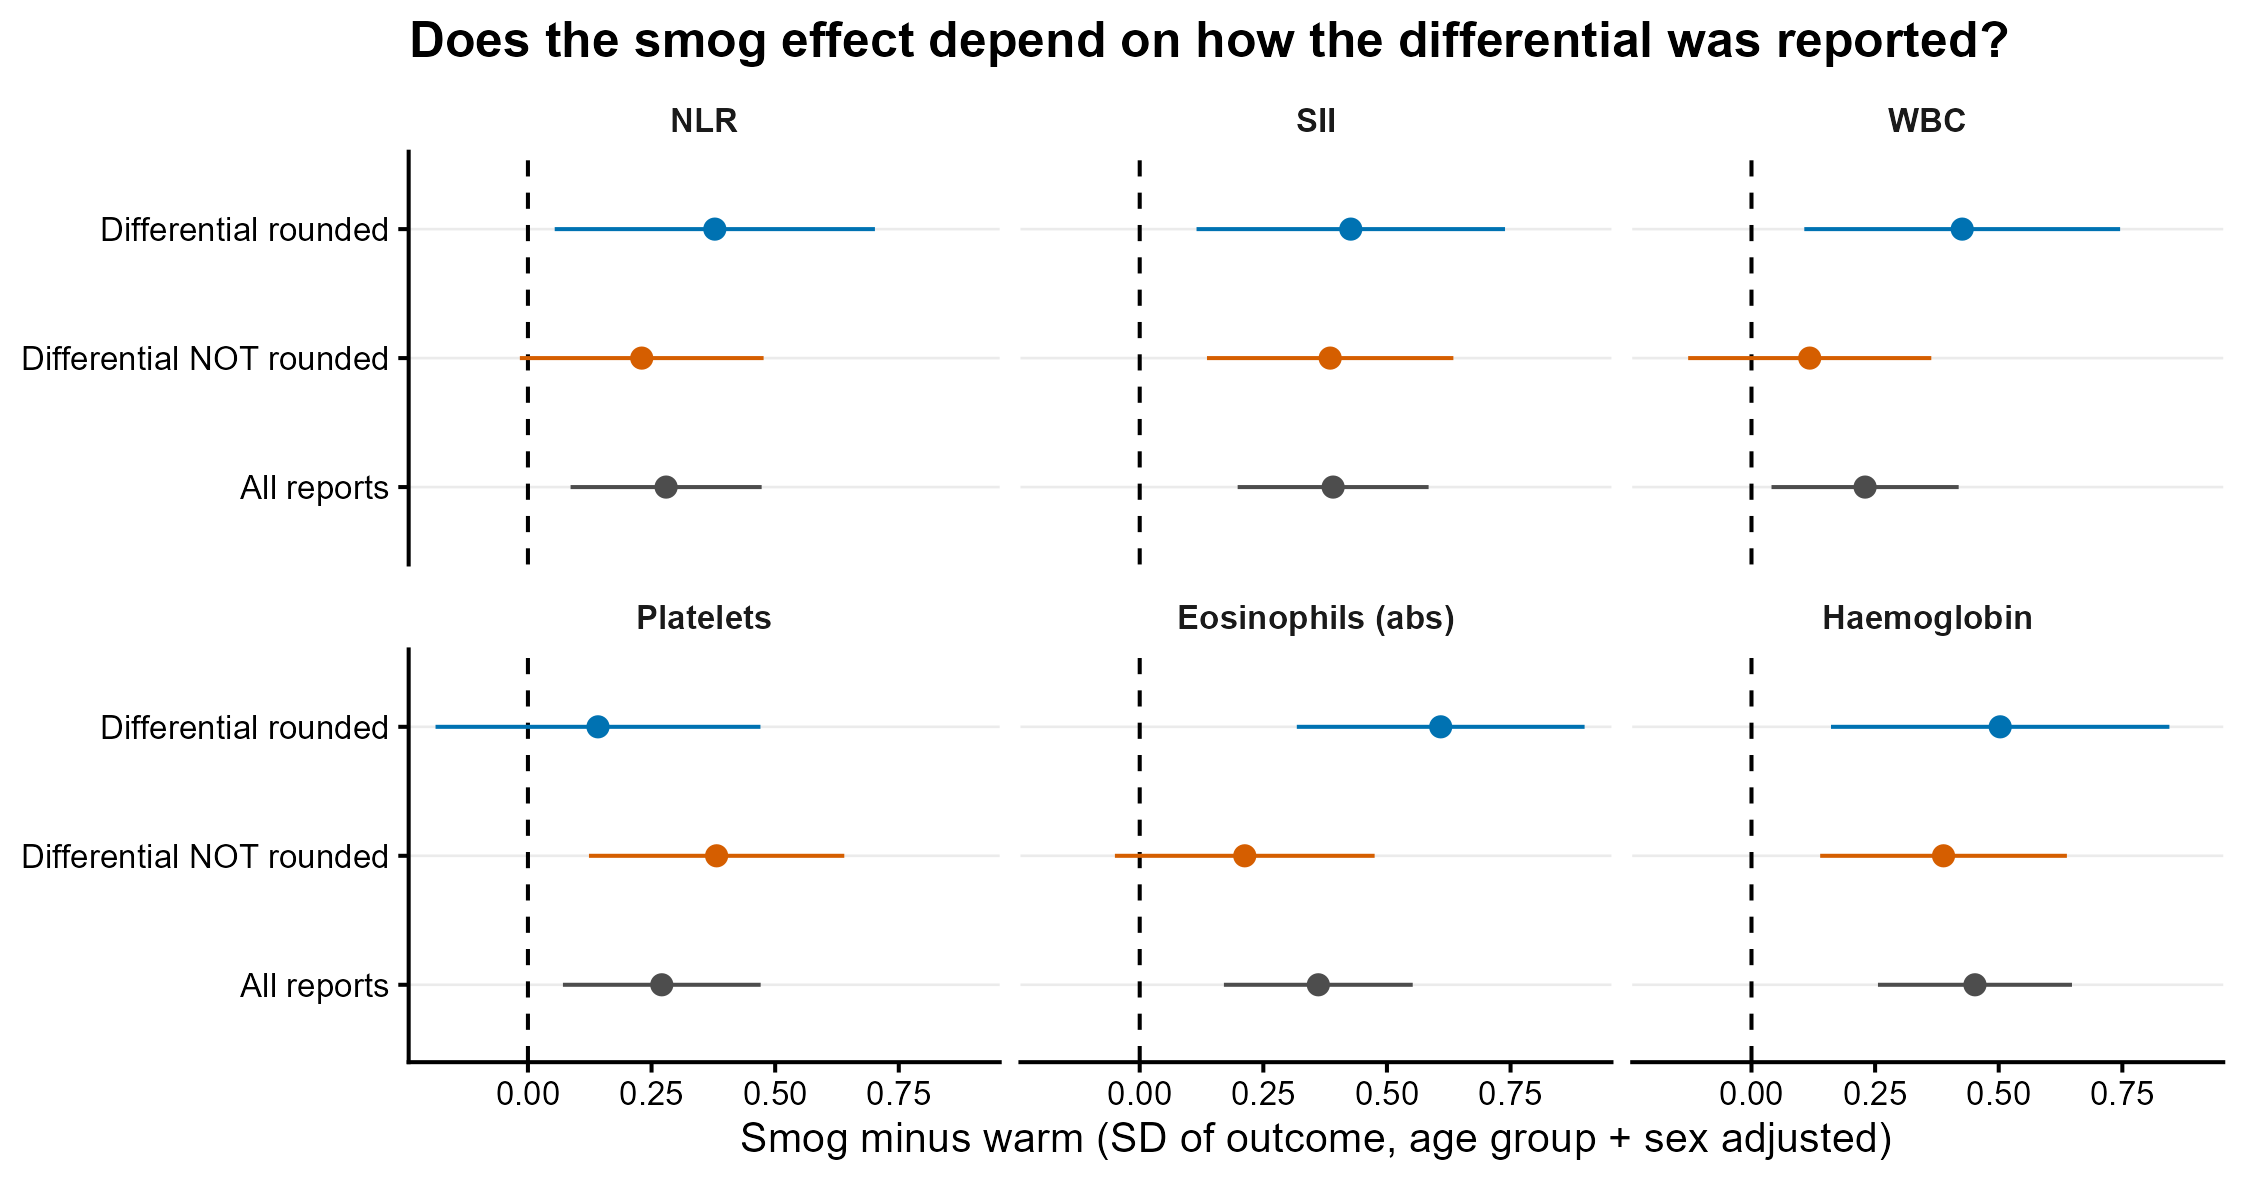 Does the smog effect depend on how the differential was reported?
NLR
SII
WBC
Differential rounded
Differential NOT rounded
All reports
Platelets
Eosinophils (abs)
Haemoglobin
Differential rounded
Differential NOT rounded
All reports
0.00 0.25 0.50 0.75
0.00 0.25 0.50 0.75
0.00 0.25 0.50 0.75
Smog minus warm (SD of outcome, age group + sex adjusted)